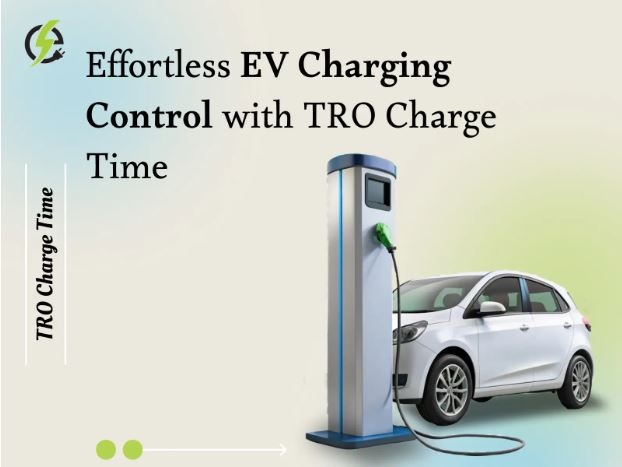 Effortless EV Charging
Control with TRO Charge
Time
TRO Charge Time